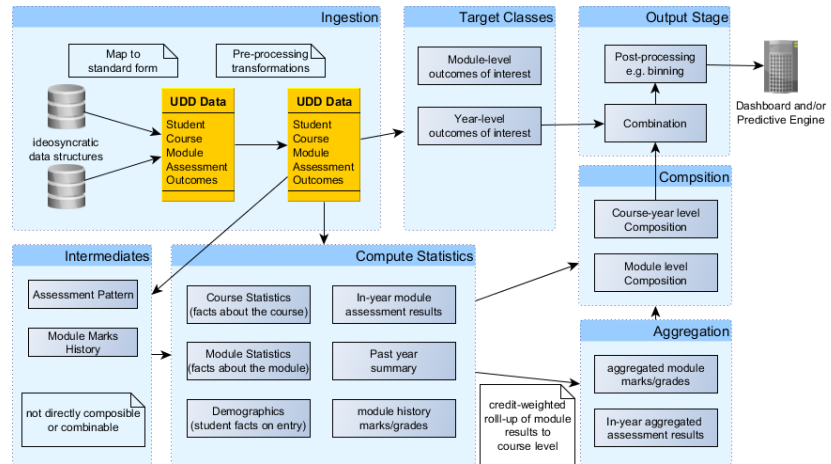 Ingestion
Map to
standard form
Pre-processing
transformations
ideosyncratic
data structures
UDD Data
Student
Course
Module
Assessment
Outcomes
UDD Data
Student
Course
Module
Assessment
Outcomes
Target Classes
Module-level
outcomes of interest
Year-level
outcomes of interest
Output Stage
Post-processing
e.g. binning
Combination
Dashboard and/or
Predictive Engine
Compsition
Course-year level
Composition
Module level
Composition
Intermediates
Assessment Pattern
Module Marks
History
not directly composible
or combinable
Compute Statistics
Course Statistics
(facts about the course)
In-year module
assessment results
Module Statistics
(facts about the module)
Past year
summary
Demographics
(student facts on entry)
module history
marks/grades
credit-weighted
rolll-up of module
results to
course level
Aggregation
aggregated module
marks/grades
In-year aggregated
assessment results